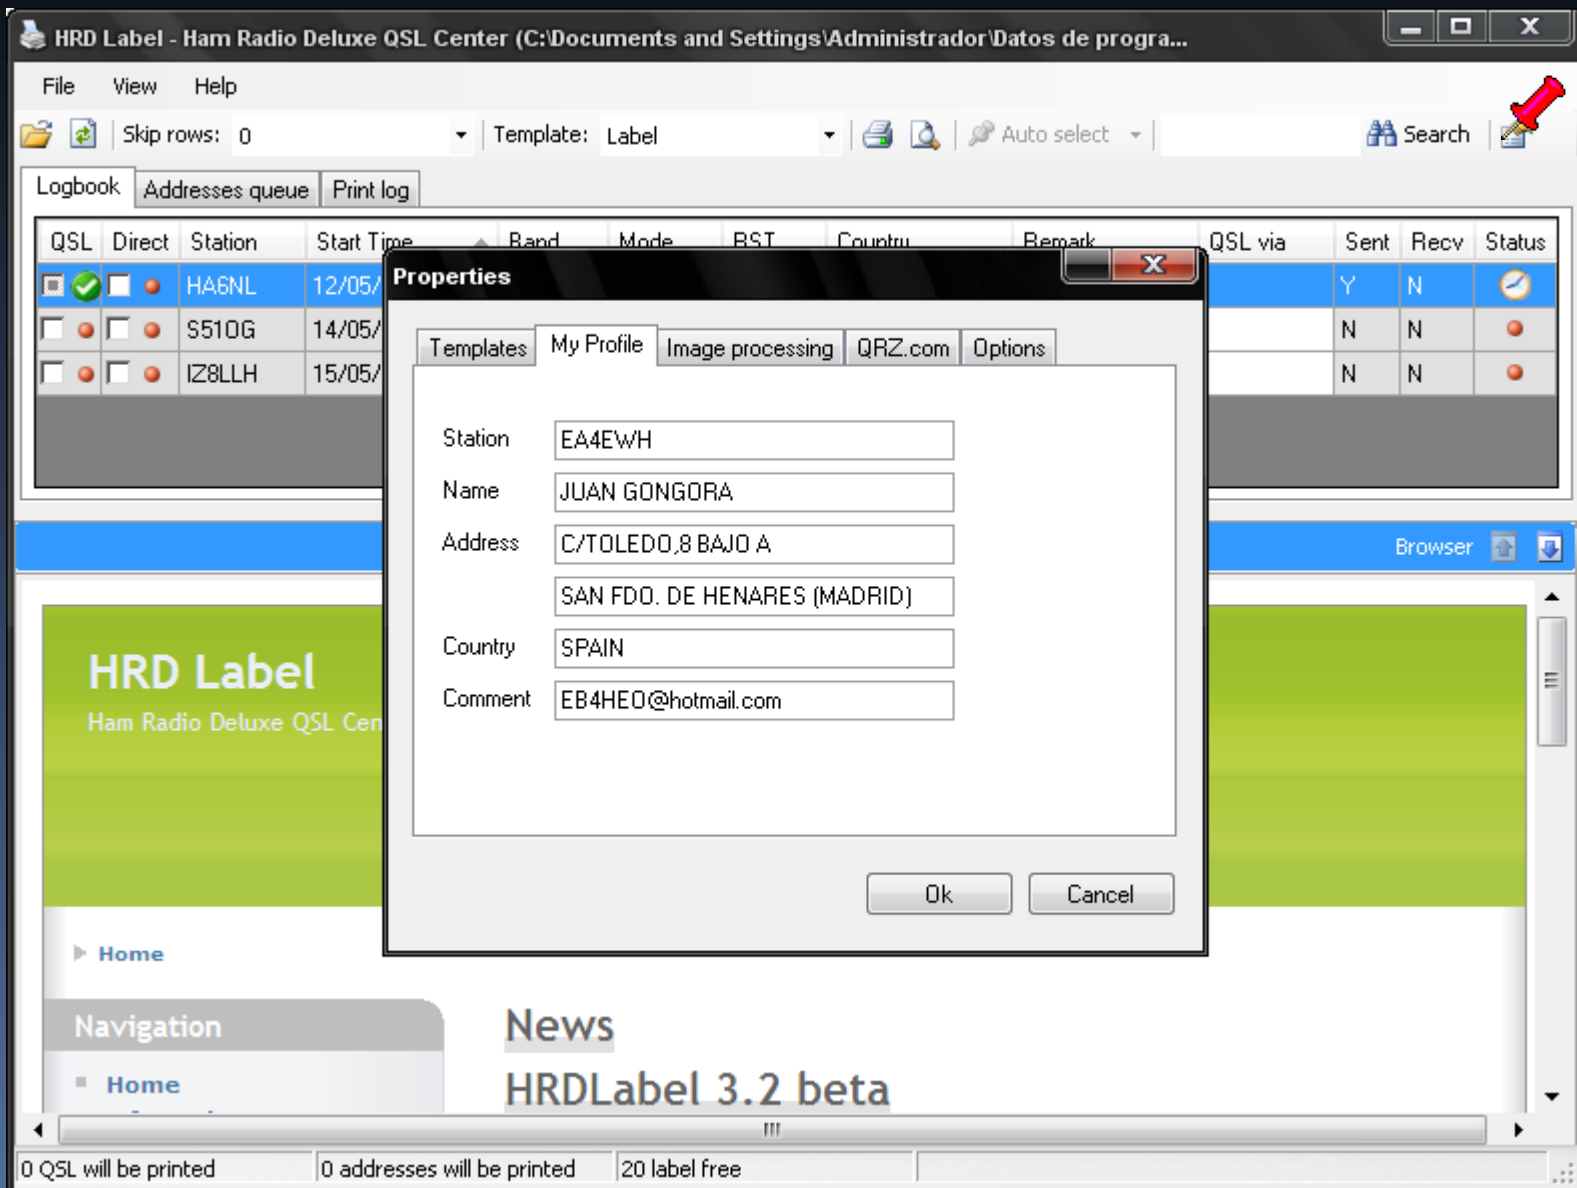 HRD Label - Ham Radio Deluxe QSL Center (C:\Documents and Settings\Administrador\Datos de progra...
File View Help
Skip rows: 0 Template: Label Auto select Search
Logbook Addresses queue Print log
QSL Direct Station Start Time Band Mode RST Country Remark QSL via Sent Recv Status
HA6NL 12/05/ Y N
S51OG 14/05/ N N
IZ8LLH 15/05/ N N
Properties
Templates My Profile Image processing QRZ.com Options
Station EA4EWH
Name JUAN GONGORA
Address C/TOLEDO,8 BAJO A
SAN FDO. DE HENARES (MADRID)
Country SPAIN
Comment EB4HEO@hotmail.com
Ok Cancel
Browser
HRD Label
Ham Radio Deluxe QSL Cen
Home
Navigation
Home
News
HRDLabel 3.2 beta
0 QSL will be printed 0 addresses will be printed 20 label free